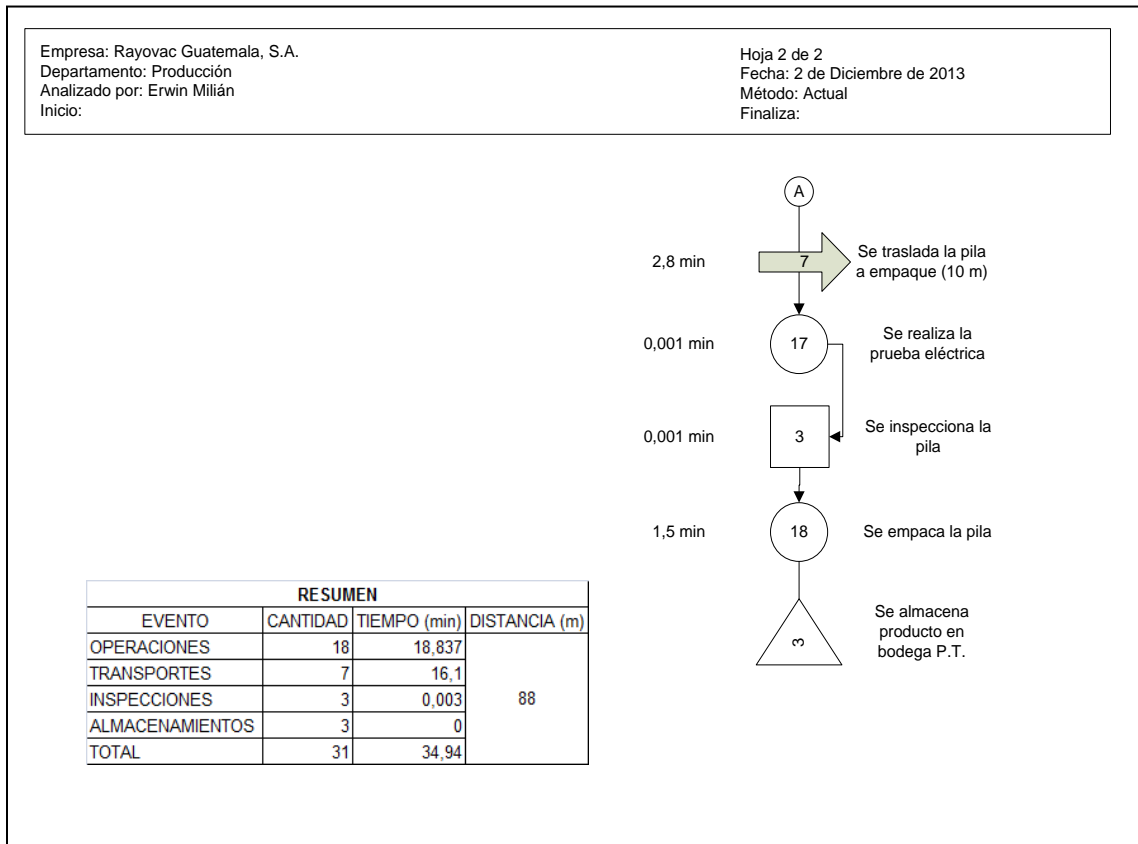 Empresa: Rayovac Guatemala, S.A.
Departamento: Producción
Analizado por: Erwin Milián
Inicio:
Hoja 2 de 2
Fecha: 2 de Diciembre de 2013
Método: Actual
Finaliza:
A
2,8 min
7
Se traslada la pila
a empaque (10 m)
0,001 min
17
Se realiza la
prueba eléctrica
0,001 min
3
Se inspecciona la
pila
1,5 min
18
Se empaca la pila
3
Se almacena
producto en
bodega P.T.
RESUMEN
EVENTO CANTIDAD TIEMPO (min) DISTANCIA (m)
OPERACIONES 18 18,837
TRANSPORTES 7 16,1
INSPECCIONES 3 0,003 88
ALMACENAMIENTOS 3 0
TOTAL 31 34,94